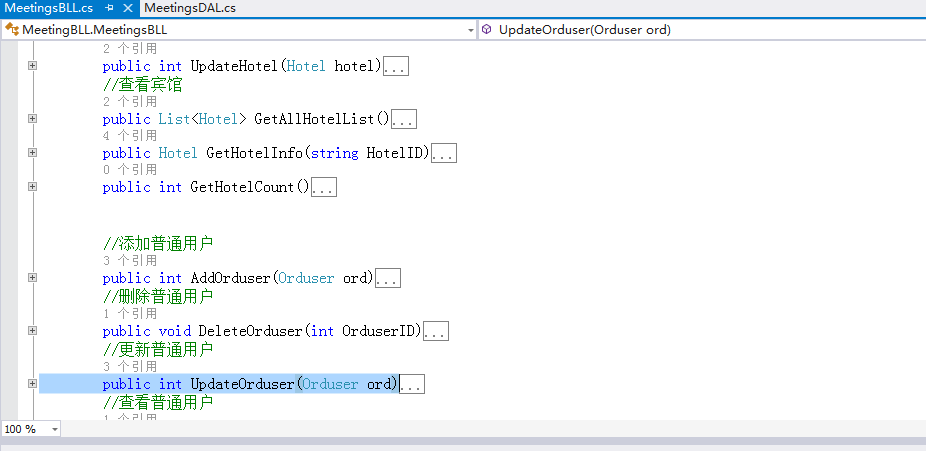 MeetingsBLL.cs MeetingsDAL.cs
MeetingBLL.MeetingsBLL UpdateOrduser(Orduser ord)
2 个引用
public int UpdateHotel(Hotel hotel)...
//查看宾馆
2 个引用
public List<Hotel> GetAllHotelList()...
4 个引用
public Hotel GetHotelInfo(string HotelID)...
0 个引用
public int GetHotelCount()...
//添加普通用户
3 个引用
public int AddOrduser(Orduser ord)...
//删除普通用户
1 个引用
public void DeleteOrduser(int OrduserID)...
//更新普通用户
3 个引用
public int UpdateOrduser(Orduser ord)...
//查看普通用户
1 个引用
100 %